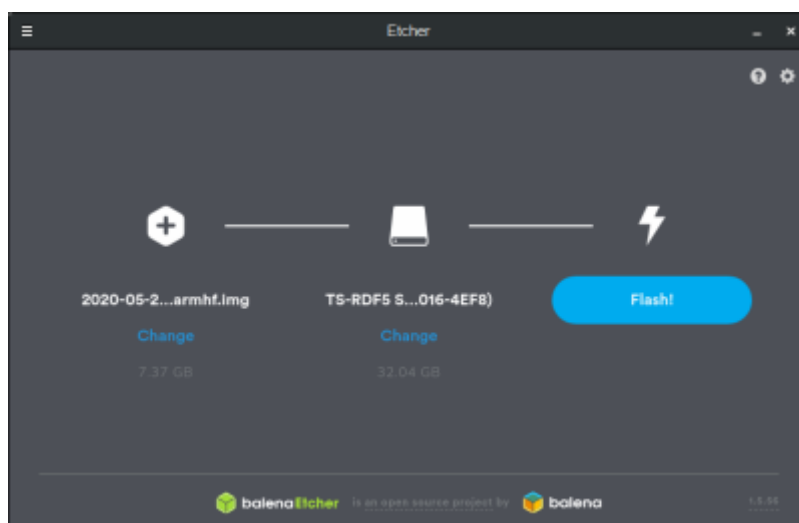 Etcher
2020-05-2...armhf.img
Change
7.37 GB
TS-RDF5 S...016-4EF8)
Change
32.04 GB
Flash!
balenaEtcher is an open source project by balena